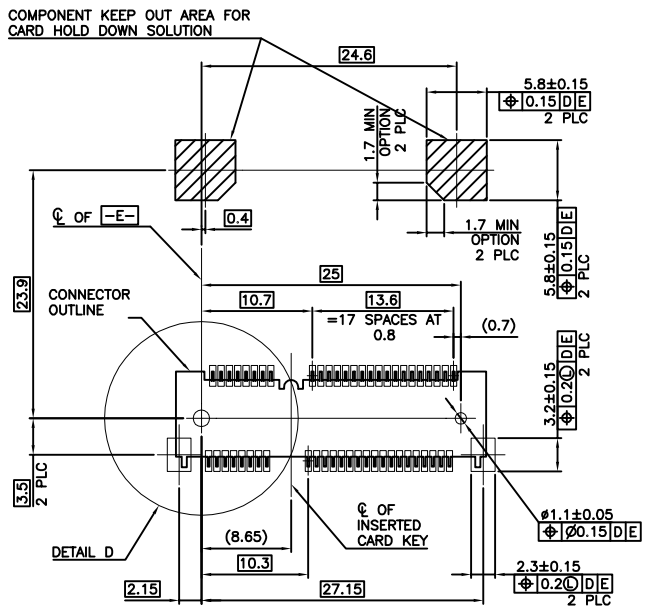 COMPONENT KEEP OUT AREA FOR
CARD HOLD DOWN SOLUTION
24.6
5.8±0.15
⌖ 0.15 D E
2 PLC
1.7 MIN
OPTION
2 PLC
0.4
℄ OF -E-
1.7 MIN
OPTION
2 PLC
5.8±0.15
⌖ 0.15 D E
2 PLC
25
23.9
CONNECTOR
OUTLINE
10.7
13.6
=17 SPACES AT
0.8
(0.7)
3.2±0.15
⌖ 0.2Ⓛ D E
2 PLC
3.5
2 PLC
℄ OF
INSERTED
CARD KEY
ø1.1±0.05
⌖ Ø0.15 D E
DETAIL D
(8.65)
10.3
2.3±0.15
⌖ 0.2Ⓛ D E
2 PLC
2.15
27.15